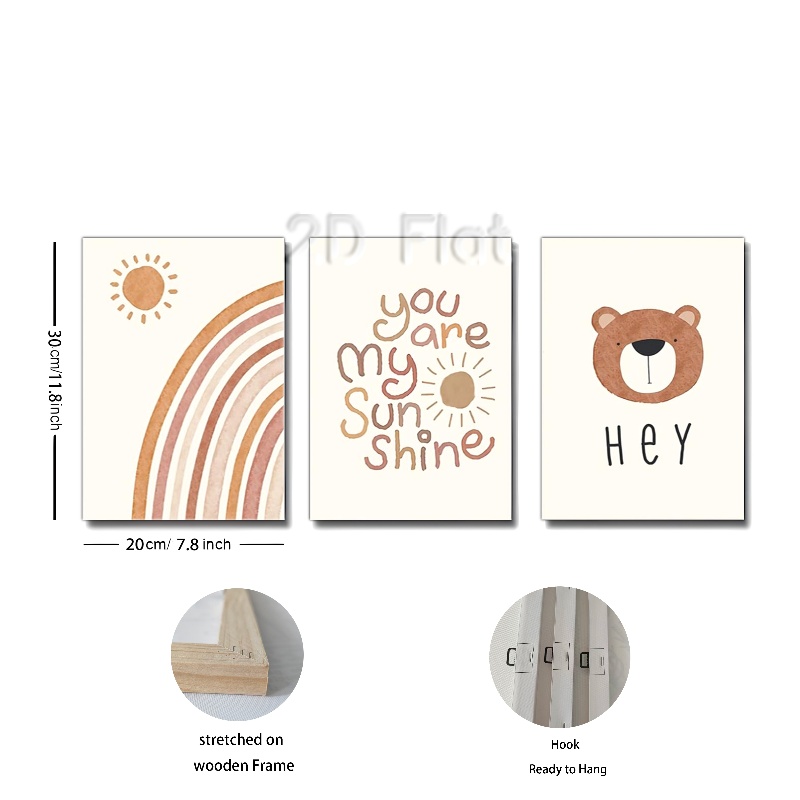 2D Flat
30cm/11.8inch
you
are
My
Sun
shine
HeY
20cm/ 7.8 inch
stretched on
wooden Frame
Hook
Ready to Hang